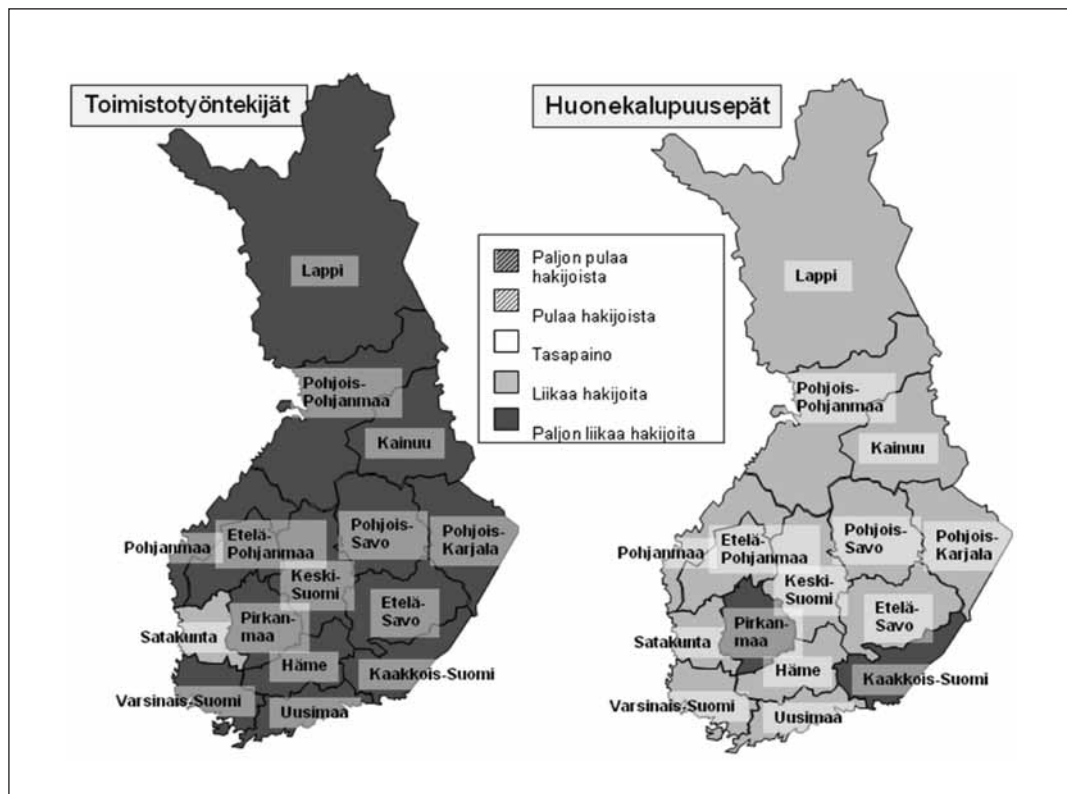 Toimistotyöntekijät
Lappi
Pohjois-
Pohjanmaa
Kainuu
Pohjanmaa
Etelä-
Pohjanmaa
Keski-
Suomi
Pohjois-
Savo
Pohjois-
Karjala
Etelä-
Savo
Satakunta
Pirkan-
maa
Häme
Kaakkois-Suomi
Varsinais-Suomi
Uusimaa
Paljon pulaa
hakijoista
Pulaa hakijoista
Tasapaino
Liikaa hakijoita
Paljon liikaa hakijoita
Huonekalupuusepät
Lappi
Pohjois-
Pohjanmaa
Kainuu
Pohjanmaa
Etelä-
Pohjanmaa
Keski-
Suomi
Pohjois-
Savo
Pohjois-
Karjala
Etelä-
Savo
Satakunta
Pirkan-
maa
Häme
Kaakkois-Suomi
Varsinais-Suomi
Uusimaa